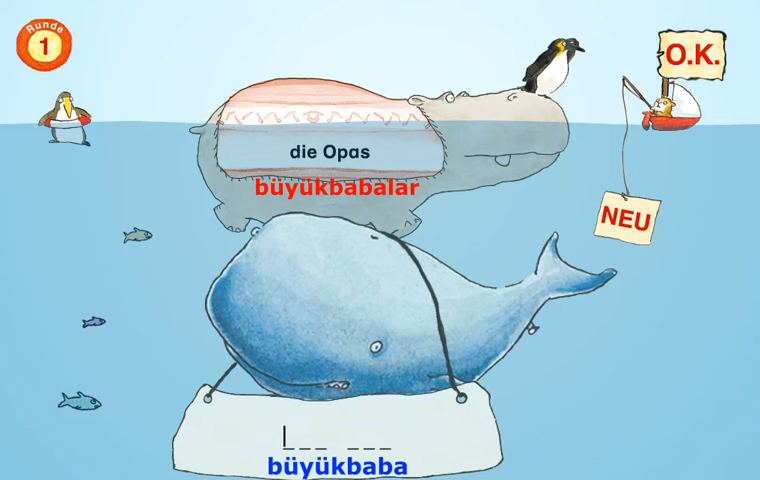 Runde
1
O.K.
die Opas
büyükbabalar
NEU
_ _ _  _ _ _
büyükbaba